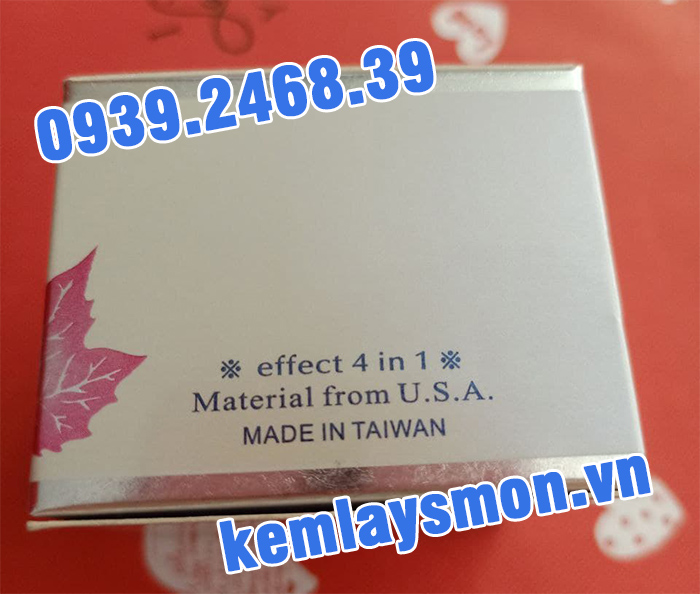 0939.2468.39
※ effect 4 in 1 ※
Material from U.S.A.
MADE IN TAIWAN
kemlaysmon.vn